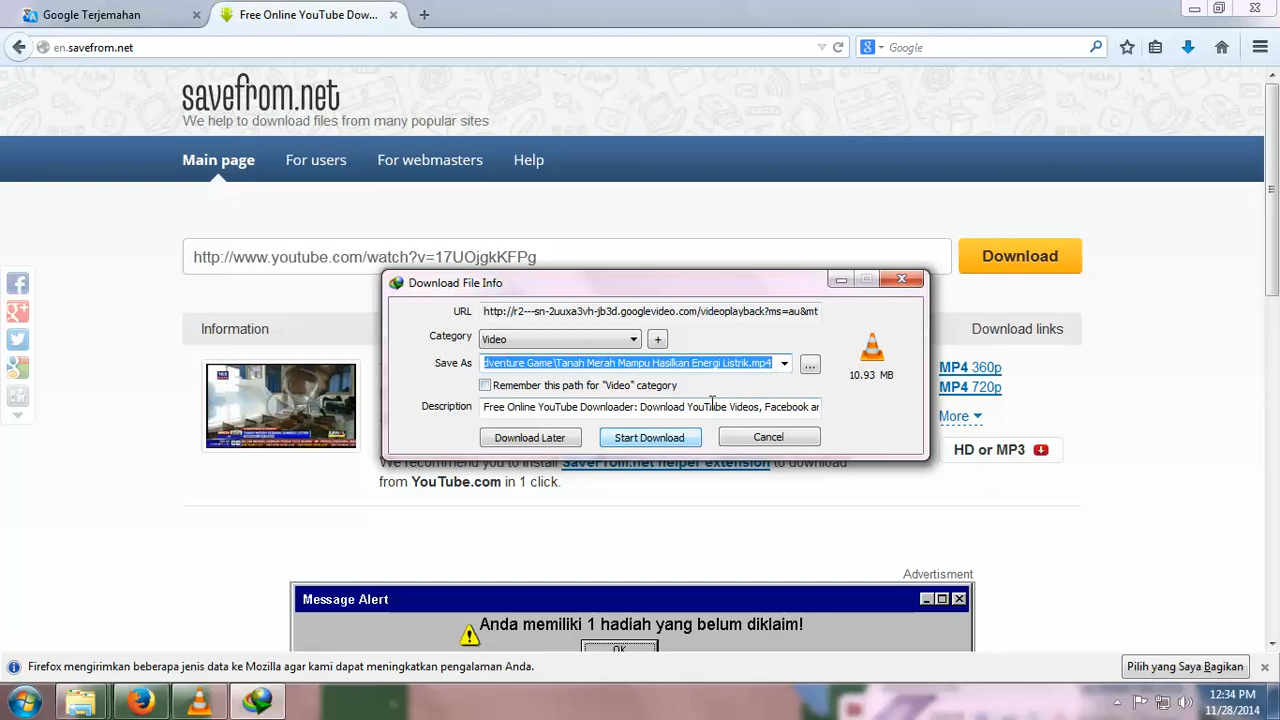 Google Terjemahan
Free Online YouTube Downl...
en.savefrom.net
Google
savefrom.net
We help to download files from many popular sites
Main page
For users
For webmasters
Help
http://www.youtube.com/watch?v=17UOjgkKFPg
Download
Download File Info
URL
http://r2---sn-2uuxa3vh-jb3d.googlevideo.com/videoplayback?ms=au&mt
Category
Video
Save As
dventure Game\Tanah Merah Mampu Hasilkan Energi Listrik.mp4
...
10.93 MB
Remember this path for "Video" category
Description
Free Online YouTube Downloader: Download YouTube Videos, Facebook ar
Download Later
Start Download
Cancel
Information
Download links
MP4 360p
MP4 720p
More
HD or MP3
We recommend you to install SaveFrom.net helper extension to download
from YouTube.com in 1 click.
Advertisment
Message Alert
Anda memiliki 1 hadiah yang belum diklaim!
OK
Firefox mengirimkan beberapa jenis data ke Mozilla agar kami dapat meningkatkan pengalaman Anda.
Pilih yang Saya Bagikan
12:34 PM
11/28/2014